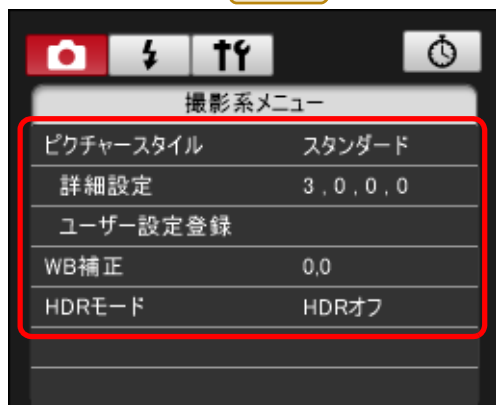 撮影系メニュー
ピクチャースタイル スタンダード
詳細設定 3,0,0,0
ユーザー設定登録
WB補正 0,0
HDRモード HDRオフ